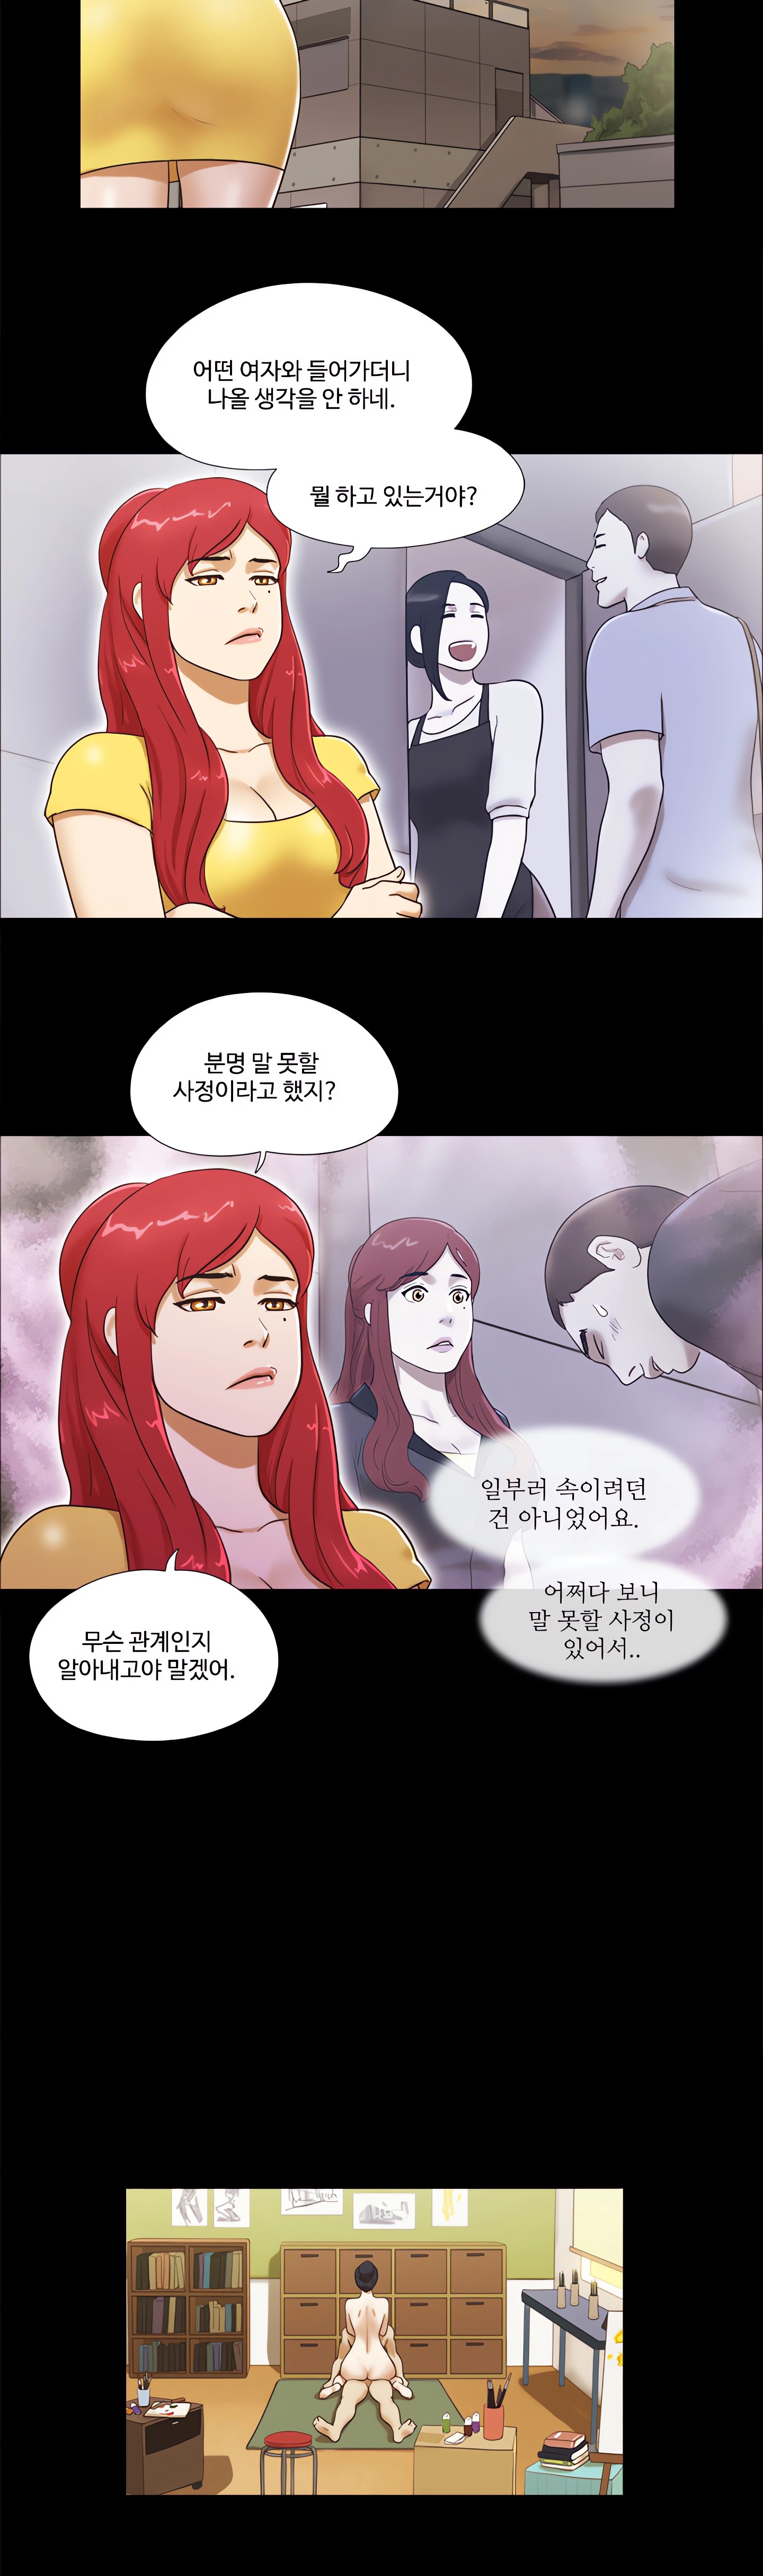 어떤 여자와 들어가더니
나올 생각을 안 하네.
뭘 하고 있는거야?
분명 말 못할
사정이라고 했지?
일부러 속이려던
건 아니었어요.
어쩌다 보니
말 못할 사정이
있어서..
무슨 관계인지
알아내고야 말겠어.